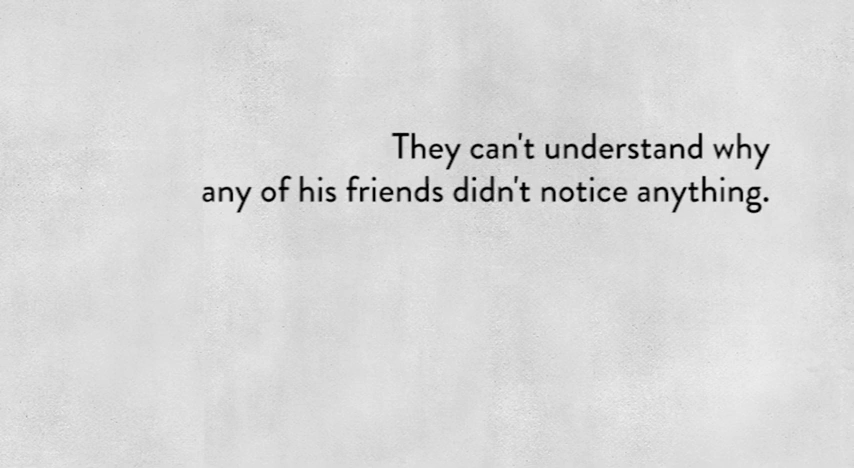 They can't understand why
any of his friends didn't notice anything.